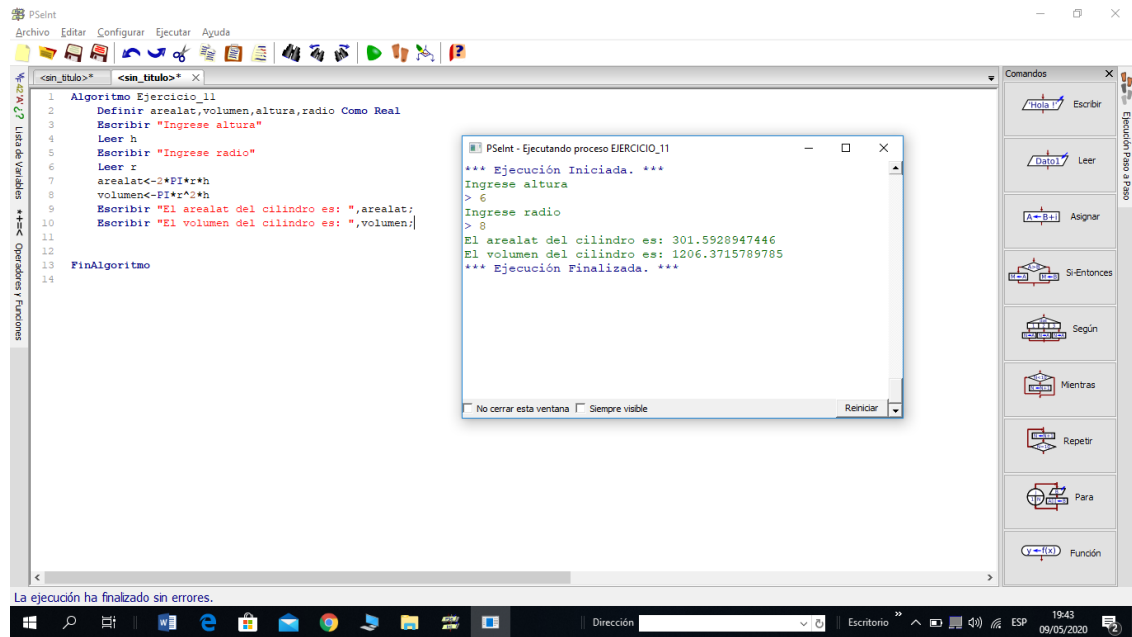 PSeInt
Archivo Editar Configurar Ejecutar Ayuda
<sin_titulo>* <sin_titulo>*
Lista de Variables
Operadores y Funciones
1 Algoritmo Ejercicio_11
2 Definir arealat,volumen,altura,radio Como Real
3 Escribir "Ingrese altura"
4 Leer h
5 Escribir "Ingrese radio"
6 Leer r
7 arealat<-2*PI*r*h
8 volumen<-PI*r^2*h
9 Escribir "El arealat del cilindro es: ",arealat;
10 Escribir "El volumen del cilindro es: ",volumen;
11
12
13 FinAlgoritmo
14
PSeInt - Ejecutando proceso EJERCICIO_11
*** Ejecución Iniciada. ***
Ingrese altura
> 6
Ingrese radio
> 8
El arealat del cilindro es: 301.5928947446
El volumen del cilindro es: 1206.3715789785
*** Ejecución Finalizada. ***
No cerrar esta ventana Siempre visible Reiniciar
Comandos
'Hola !' Escribir
Dato1 Leer
A←B+i Asignar
Si-Entonces
Según
Mientras
Repetir
Para
y←f(x) Función
Ejecución Paso a Paso
La ejecución ha finalizado sin errores.
Dirección Escritorio ESP 19:43
09/05/2020
2